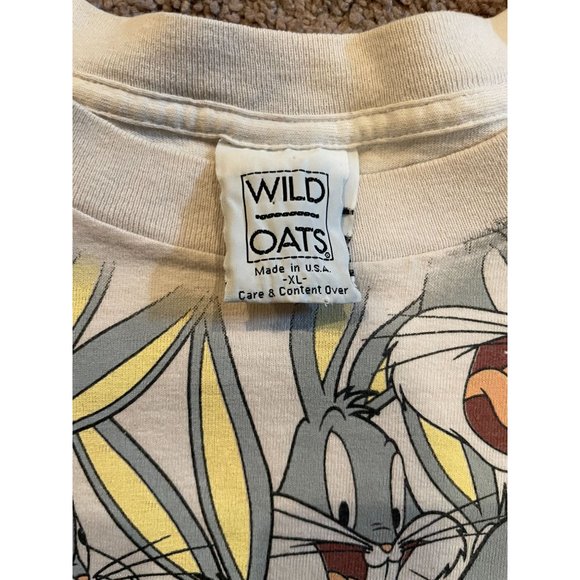 WILD
OATS®
Made in U.S.A.
-XL-
Care & Content Over